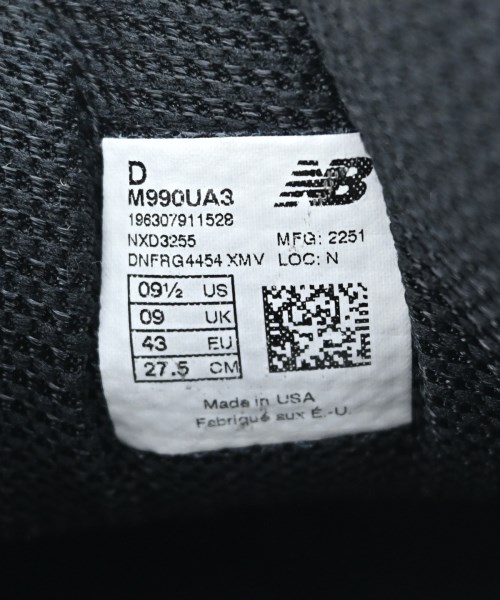 D
NB
M990UA3
196307911528
NXD3255 MFG: 2251
DNFRG4454 XMV LOC: N
09½ US
09 UK
43 EU
27.5 CM
Made in USA
Fabriqué aux É.-U.